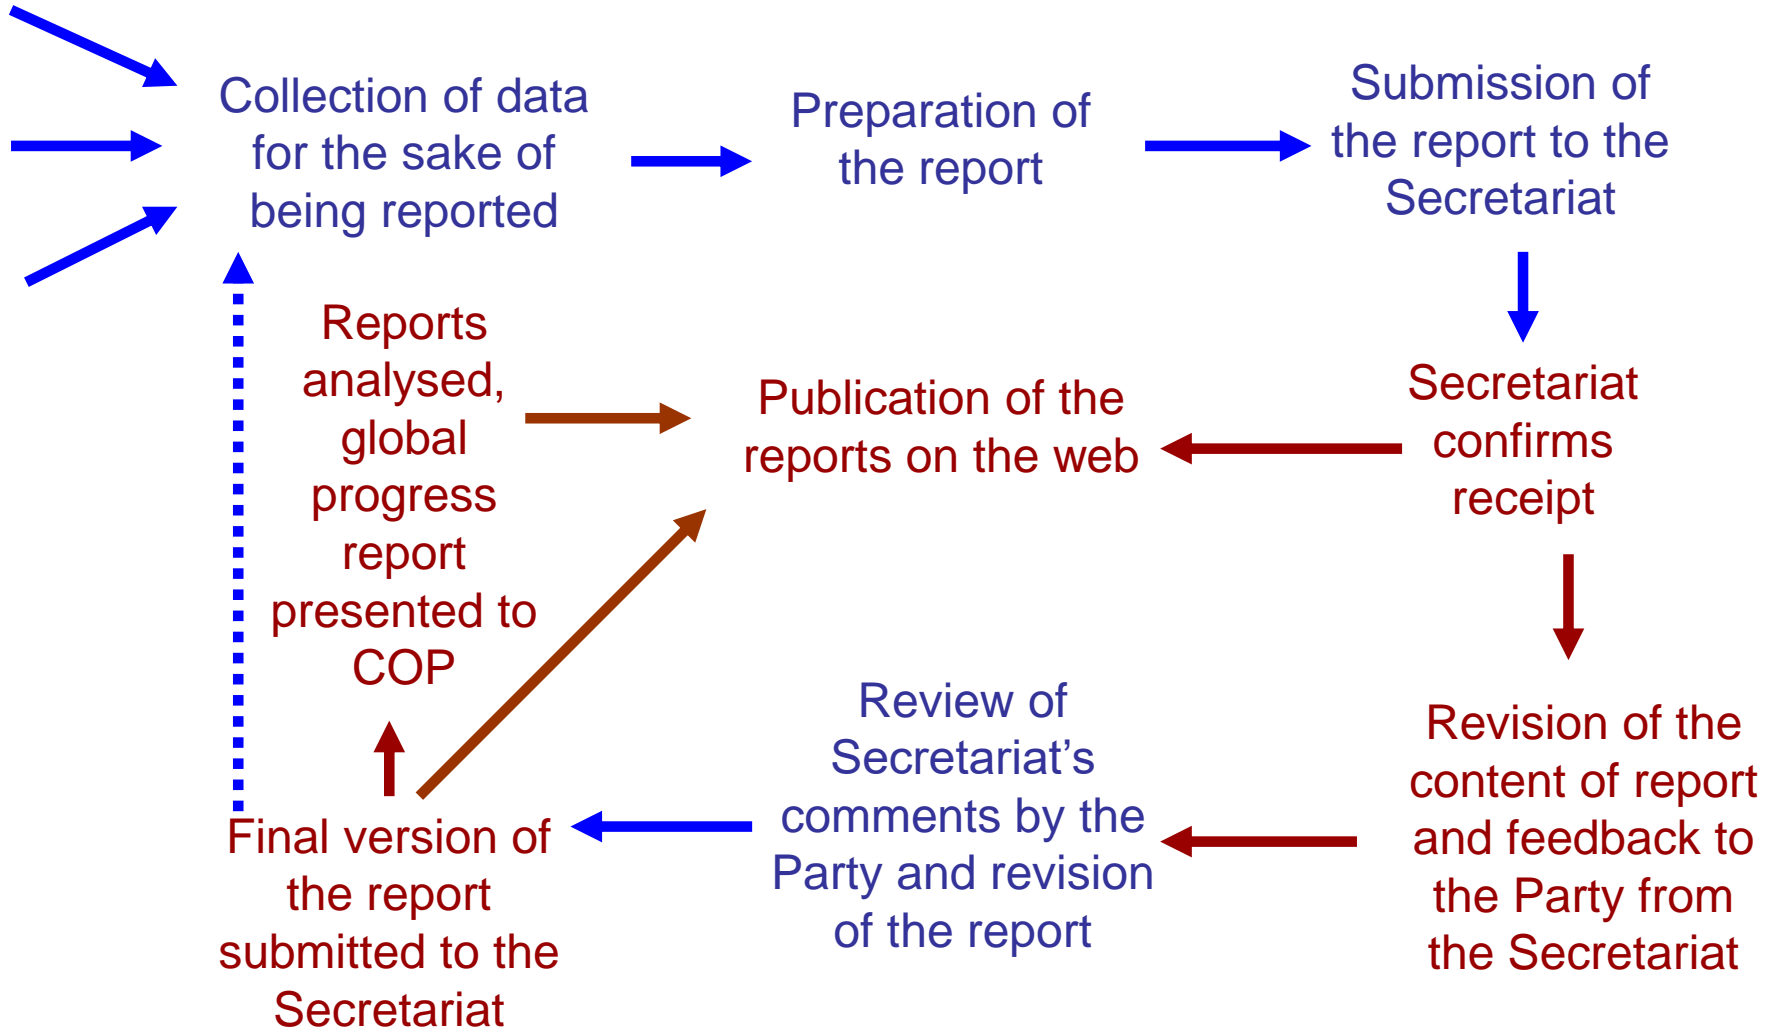 Collection of data
for the sake of
being reported
Preparation of
the report
Submission of
the report to the
Secretariat
Reports
analysed,
global
progress
report
presented to
COP
Publication of the
reports on the web
Secretariat
confirms
receipt
Final version of
the report
submitted to the
Secretariat
Review of
Secretariat’s
comments by the
Party and revision
of the report
Revision of the
content of report
and feedback to
the Party from
the Secretariat